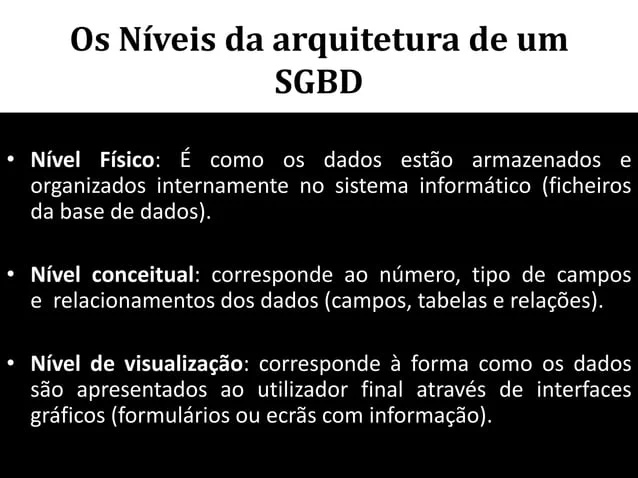 Os Níveis da arquitetura de um
SGBD
• Nível Físico: É como os dados estão armazenados e
organizados internamente no sistema informático (ficheiros
da base de dados).
• Nível conceitual: corresponde ao número, tipo de campos
e relacionamentos dos dados (campos, tabelas e relações).
• Nível de visualização: corresponde à forma como os dados
são apresentados ao utilizador final através de interfaces
gráficos (formulários ou ecrãs com informação).